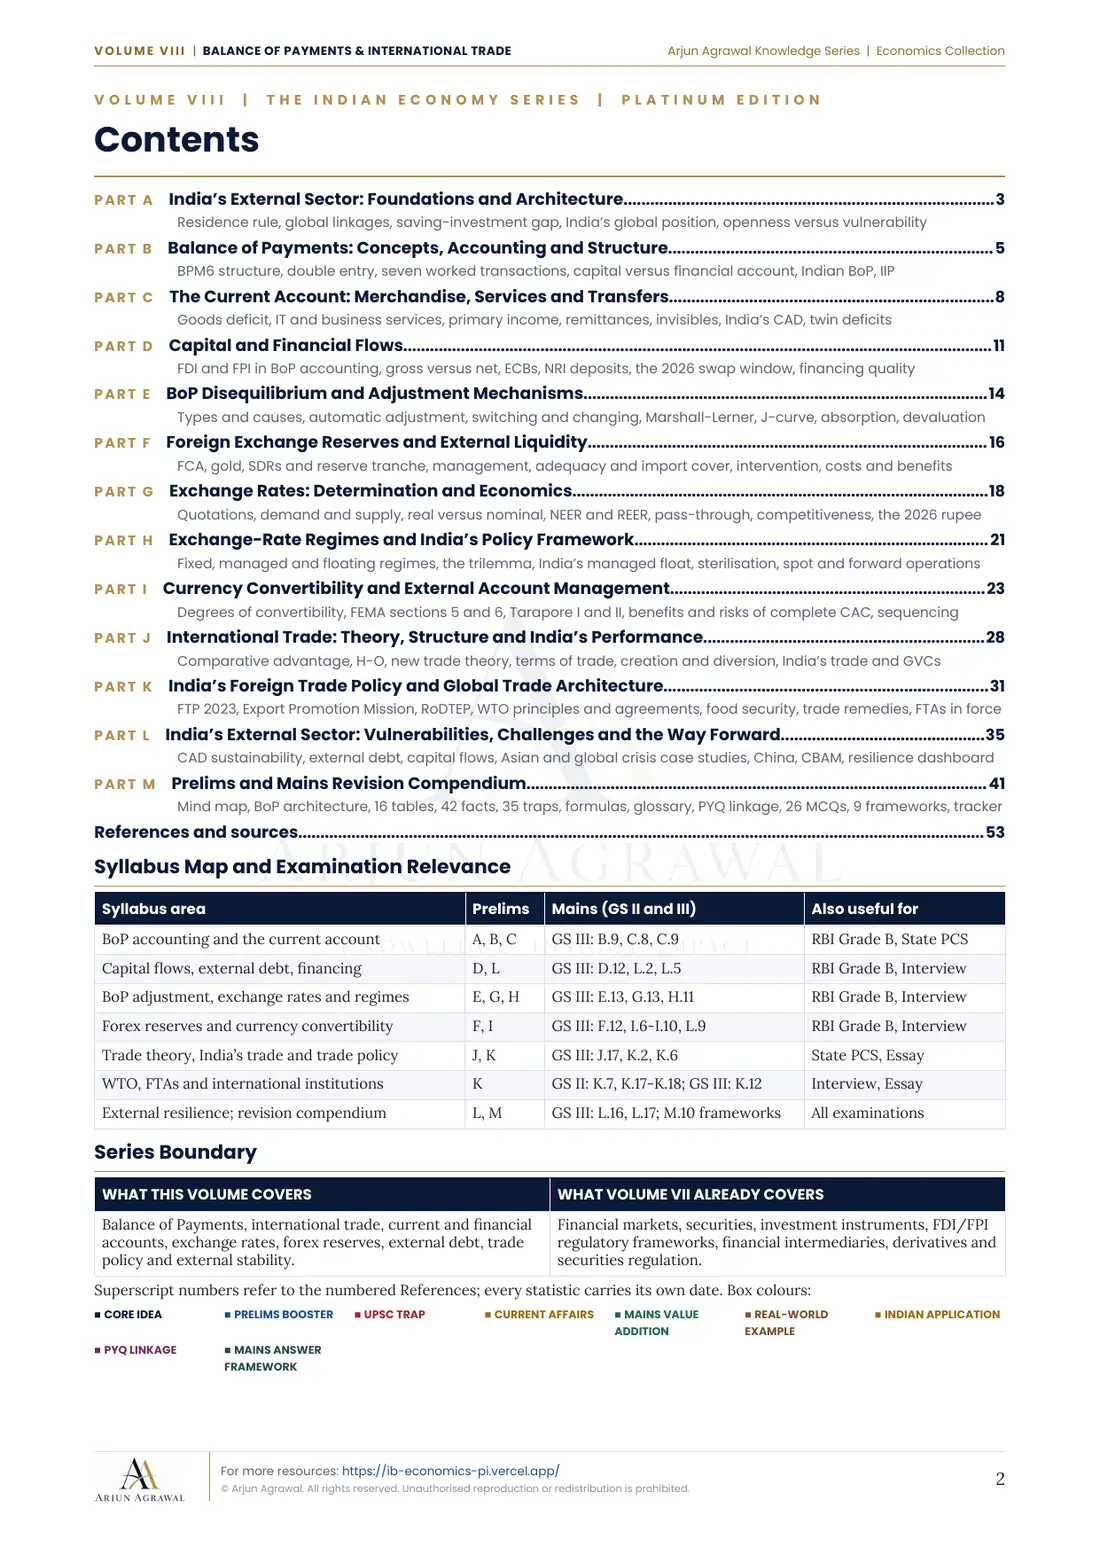 VOLUME VIII | BALANCE OF PAYMENTS & INTERNATIONAL TRADE
Arjun Agrawal Knowledge Series | Economics Collection
VOLUME VIII | THE INDIAN ECONOMY SERIES | PLATINUM EDITION
Contents
PART A India’s External Sector: Foundations and Architecture 3
Residence rule, global linkages, saving-investment gap, India’s global position, openness versus vulnerability
PART B Balance of Payments: Concepts, Accounting and Structure 5
BPM6 structure, double entry, seven worked transactions, capital versus financial account, Indian BoP, IIP
PART C The Current Account: Merchandise, Services and Transfers 8
Goods deficit, IT and business services, primary income, remittances, invisibles, India’s CAD, twin deficits
PART D Capital and Financial Flows 11
FDI and FPI in BoP accounting, gross versus net, ECBs, NRI deposits, the 2026 swap window, financing quality
PART E BoP Disequilibrium and Adjustment Mechanisms 14
Types and causes, automatic adjustment, switching and changing, Marshall-Lerner, J-curve, absorption, devaluation
PART F Foreign Exchange Reserves and External Liquidity 16
FCA, gold, SDRs and reserve tranche, management, adequacy and import cover, intervention, costs and benefits
PART G Exchange Rates: Determination and Economics 18
Quotations, demand and supply, real versus nominal, NEER and REER, pass-through, competitiveness, the 2026 rupee
PART H Exchange-Rate Regimes and India’s Policy Framework 21
Fixed, managed and floating regimes, the trilemma, India’s managed float, sterilisation, spot and forward operations
PART I Currency Convertibility and External Account Management 23
Degrees of convertibility, FEMA sections 5 and 6, Tarapore I and II, benefits and risks of complete CAC, sequencing
PART J International Trade: Theory, Structure and India’s Performance 28
Comparative advantage, H-O, new trade theory, terms of trade, creation and diversion, India’s trade and GVCs
PART K India’s Foreign Trade Policy and Global Trade Architecture 31
FTP 2023, Export Promotion Mission, RoDTEP, WTO principles and agreements, food security, trade remedies, FTAs in force
PART L India’s External Sector: Vulnerabilities, Challenges and the Way Forward 35
CAD sustainability, external debt, capital flows, Asian and global crisis case studies, China, CBAM, resilience dashboard
PART M Prelims and Mains Revision Compendium 41
Mind map, BoP architecture, 16 tables, 42 facts, 35 traps, formulas, glossary, PYQ linkage, 26 MCQs, 9 frameworks, tracker
References and sources 53
ARJUN AGRAWAL
Syllabus Map and Examination Relevance
Syllabus area Prelims Mains (GS II and III) Also useful for
BoP accounting and the current account A, B, C GS III: B.9, C.8, C.9 RBI Grade B, State PCS
Capital flows, external debt, financing D, L GS III: D.12, L.2, L.5 RBI Grade B, Interview
BoP adjustment, exchange rates and regimes E, G, H GS III: E.13, G.13, H.11 RBI Grade B, Interview
Forex reserves and currency convertibility F, I GS III: F.12, I.6-I.10, L.9 RBI Grade B, Interview
Trade theory, India’s trade and trade policy J, K GS III: J.17, K.2, K.6 State PCS, Essay
WTO, FTAs and international institutions K GS II: K.7, K.17-K.18; GS III: K.12 Interview, Essay
External resilience; revision compendium L, M GS III: L.16, L.17; M.10 frameworks All examinations
Series Boundary
WHAT THIS VOLUME COVERS
Balance of Payments, international trade, current and financial
accounts, exchange rates, forex reserves, external debt, trade
policy and external stability.
WHAT VOLUME VII ALREADY COVERS
Financial markets, securities, investment instruments, FDI/FPI
regulatory frameworks, financial intermediaries, derivatives and
securities regulation.
Superscript numbers refer to the numbered References; every statistic carries its own date. Box colours:
■ CORE IDEA
■ PRELIMS BOOSTER
■ UPSC TRAP
■ CURRENT AFFAIRS
■ MAINS VALUE
ADDITION
■ REAL-WORLD
EXAMPLE
■ INDIAN APPLICATION
■ PYQ LINKAGE
■ MAINS ANSWER
FRAMEWORK
ARJUN AGRAWAL
For more resources: https://ib-economics-pi.vercel.app/
© Arjun Agrawal. All rights reserved. Unauthorised reproduction or redistribution is prohibited.
2